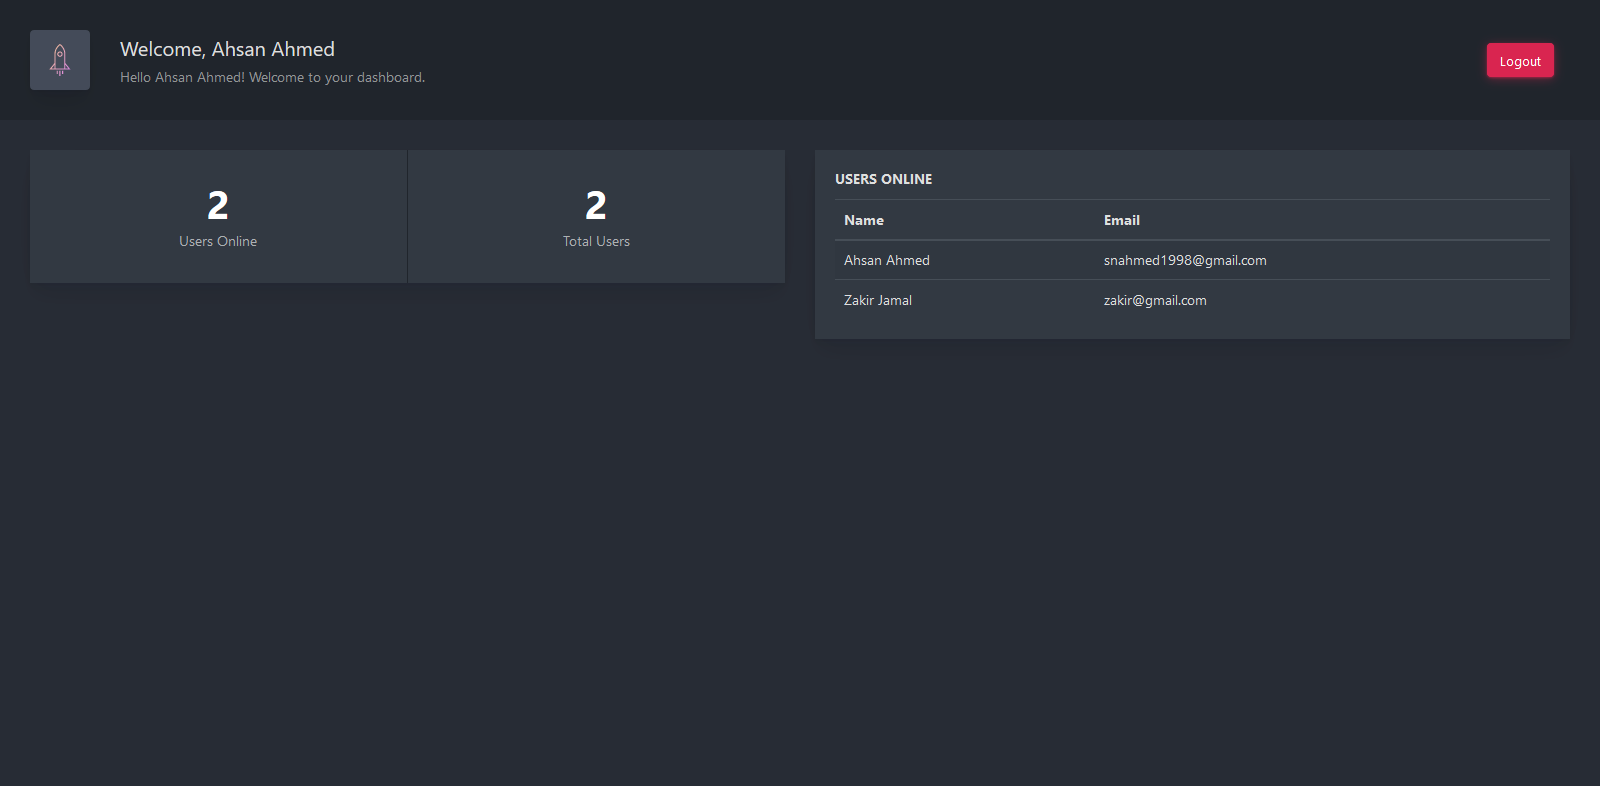 Welcome, Ahsan Ahmed
Hello Ahsan Ahmed! Welcome to your dashboard.
Logout
2
Users Online
2
Total Users
USERS ONLINE
Name Email
Ahsan Ahmed snahmed1998@gmail.com
Zakir Jamal zakir@gmail.com